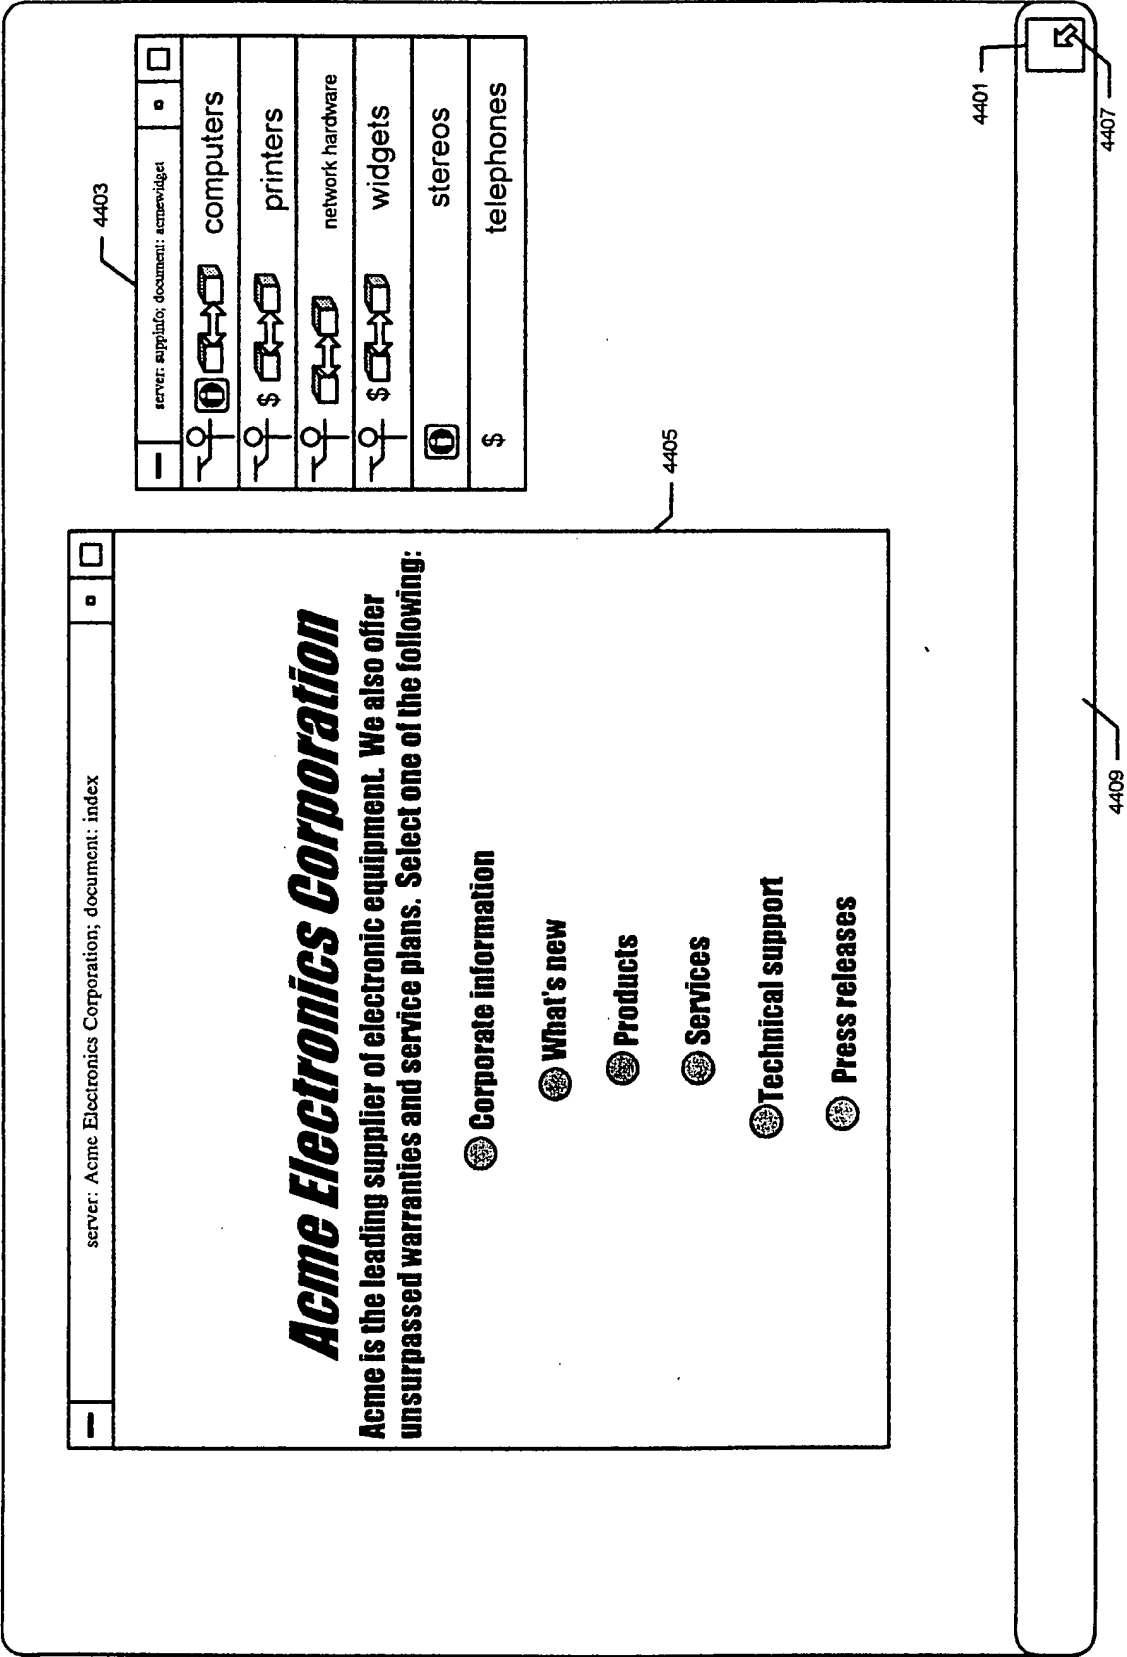 server: Acme Electronics Corporation; document: index
Acme Electronics Corporation
Acme is the leading supplier of electronic equipment. We also offer
unsurpassed warranties and service plans. Select one of the following:
Corporate information
What's new
Products
Services
Technical support
Press releases
4405
4403
server: suppinfo; document: acmewidget
computers
$ printers
network hardware
$ widgets
stereos
$ telephones
4401
4407
4409